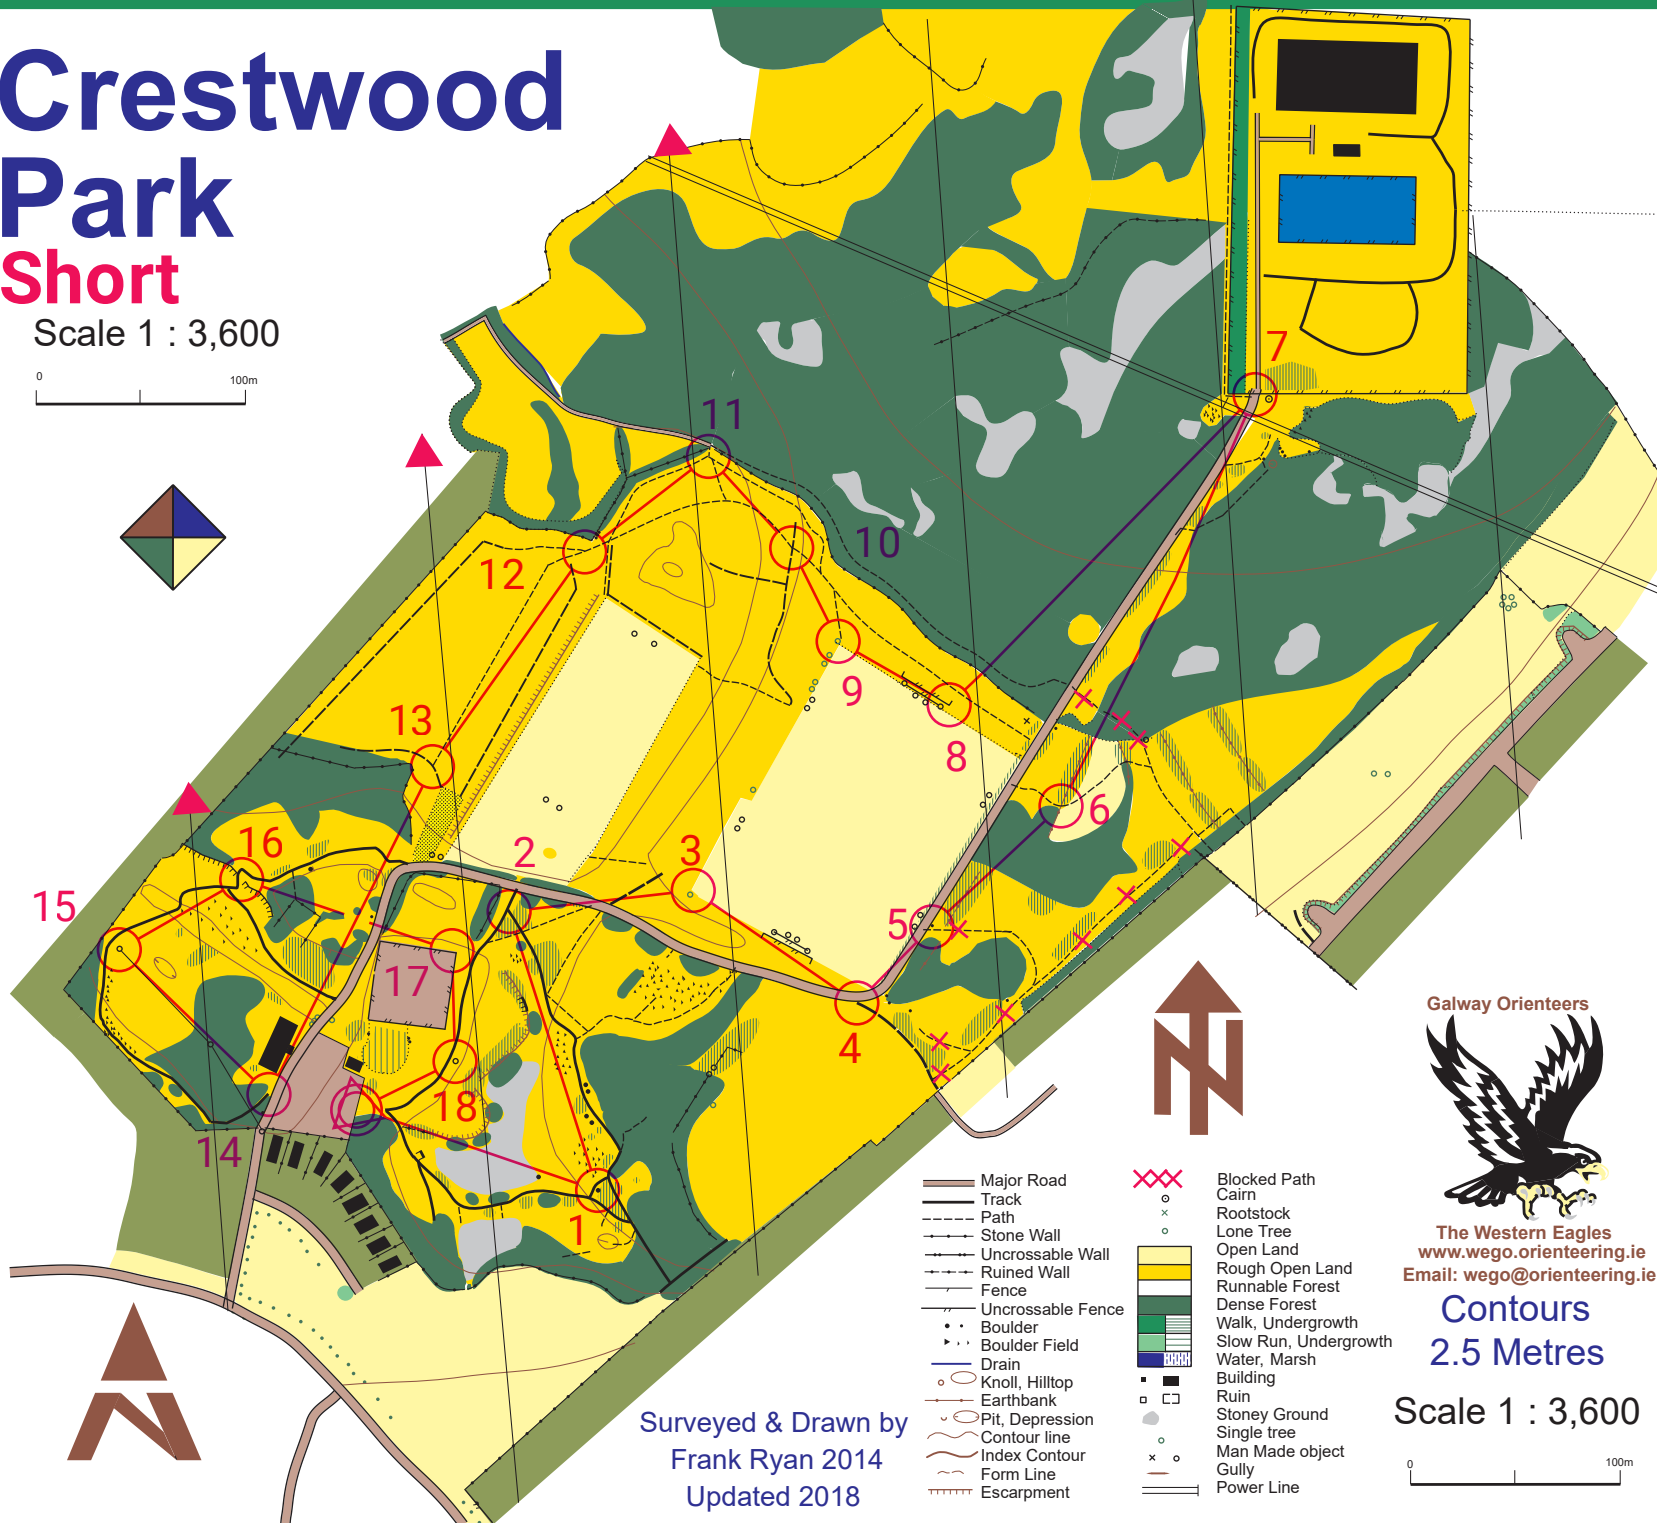 Crestwood
Park
Short
Scale 1 : 3,600
0 100m
7
11
10
12
9
13
8
2
3
6
16
15
5
17
4
18
14
1
Galway Orienteers
The Western Eagles
www.wego.orienteering.ie
Email: wego@orienteering.ie
Contours
2.5 Metres
Scale 1 : 3,600
0 100m
Major Road
Track
Path
Stone Wall
Uncrossable Wall
Ruined Wall
Fence
Uncrossable Fence
Boulder
Boulder Field
Drain
Knoll, Hilltop
Earthbank
Pit, Depression
Contour line
Index Contour
Form Line
Escarpment
Blocked Path
Cairn
Rootstock
Lone Tree
Open Land
Rough Open Land
Runnable Forest
Dense Forest
Walk, Undergrowth
Slow Run, Undergrowth
Water, Marsh
Building
Ruin
Stoney Ground
Single tree
Man Made object
Gully
Power Line
Surveyed & Drawn by
Frank Ryan 2014
Updated 2018